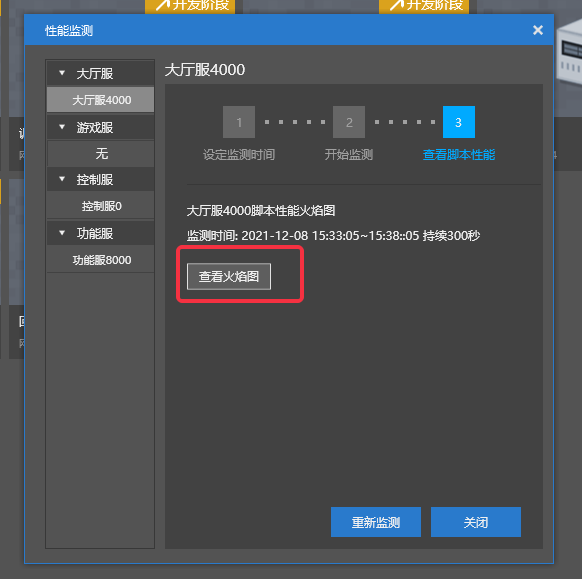 开发阶段
开发阶段
性能监测
大厅服
大厅服4000
游戏服
无
控制服
控制服0
功能服
功能服8000
大厅服4000
1
2
3
设定监测时间
开始监测
查看脚本性能
大厅服4000脚本性能火焰图
监测时间: 2021-12-08 15:33:05~15:38::05 持续300秒
查看火焰图
重新监测
关闭